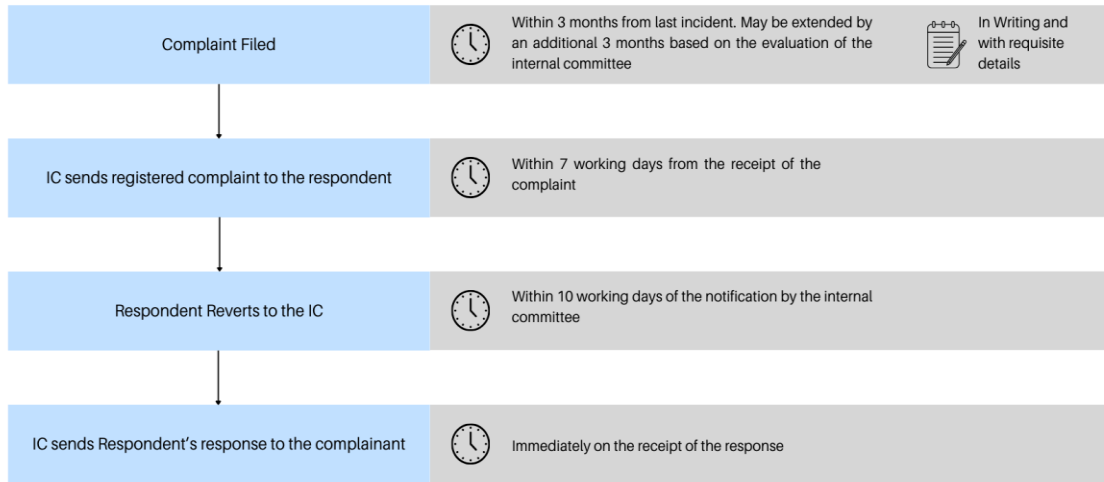 Complaint Filed
Within 3 months from last incident. May be extended by
an additional 3 months based on the evaluation of the
internal committee
In Writing and
with requisite
details
IC sends registered complaint to the respondent
Within 7 working days from the receipt of the
complaint
Respondent Reverts to the IC
Within 10 working days of the notification by the internal
committee
IC sends Respondent's response to the complainant
Immediately on the receipt of the response